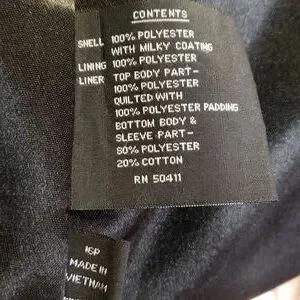 CONTENTS
SHELL 100% POLYESTER
WITH MILKY COATING
LINING 100% POLYESTER
LINER TOP BODY PART-
100% POLYESTER
QUILTED WITH
100% POLYESTER PADDING
BOTTOM BODY &
SLEEVE PART-
80% POLYESTER
20% COTTON
RN 50411
16P
MADE IN
VIETNAM